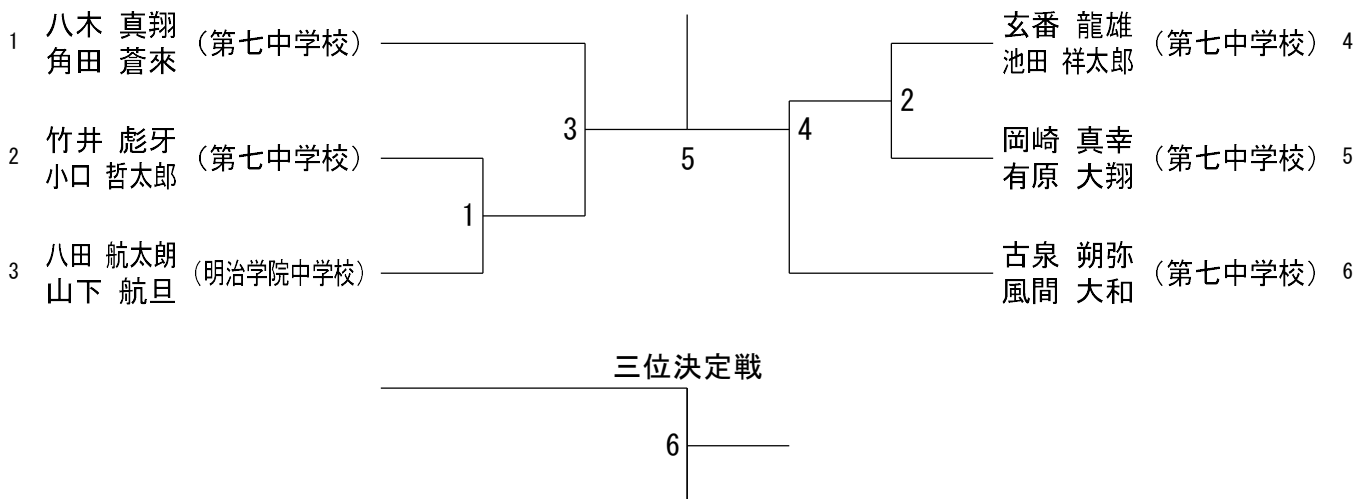 1 八木 真翔 (第七中学校)
角田 蒼來
2 竹井 彪牙 (第七中学校)
小口 哲太郎
3 八田 航太朗 (明治学院中学校)
山下 航旦
1
3
5
4
2
玄番 龍雄 (第七中学校) 4
池田 祥太郎
岡崎 真幸 (第七中学校) 5
有原 大翔
古泉 朔弥 (第七中学校) 6
風間 大和
三位決定戦
6